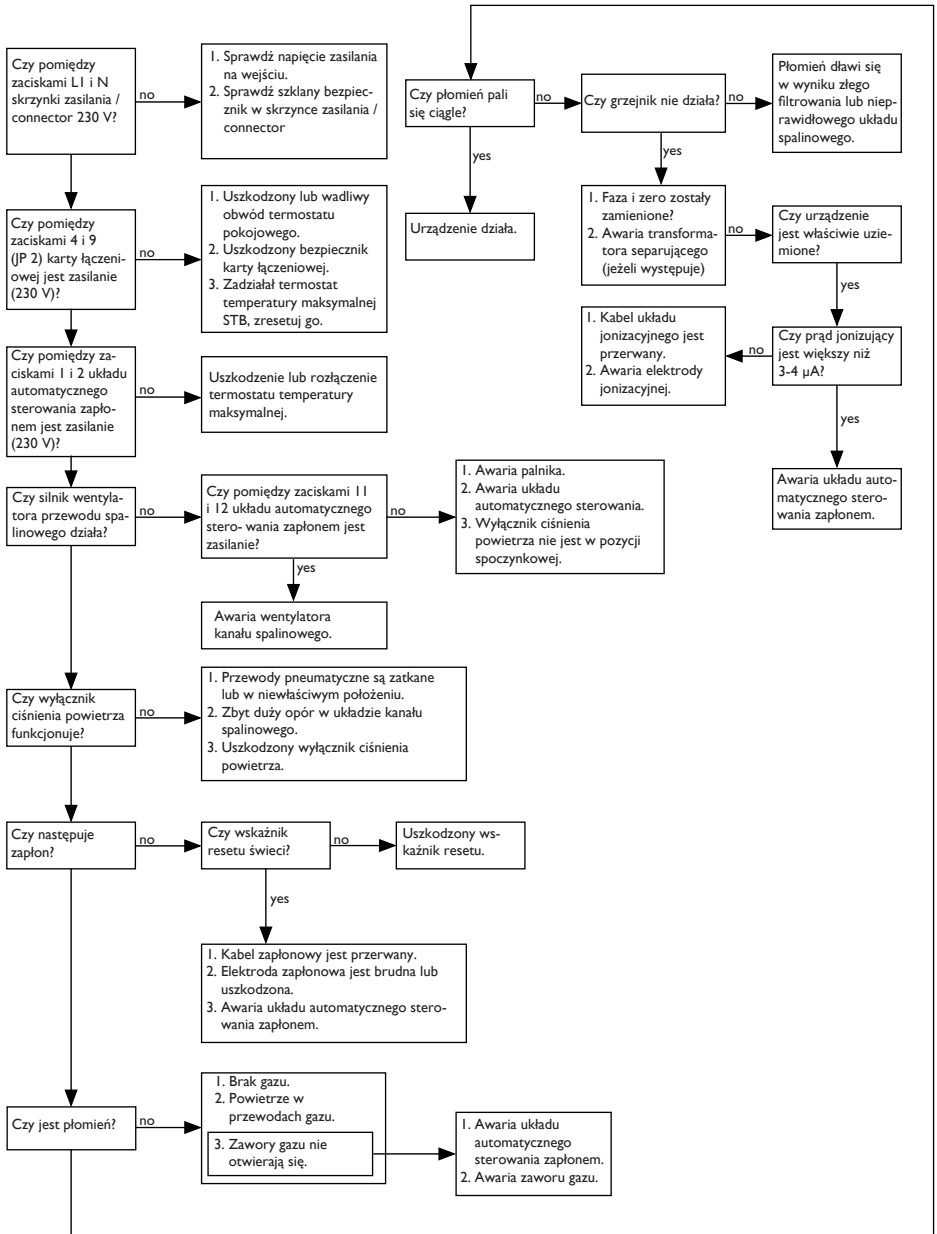 Czy pomiędzy
zaciskami L1 i N
skrzynki zasilania /
connector 230 V?
no
1. Sprawdź napięcie zasilania
na wejściu.
2. Sprawdź szklany bezpiec-
znik w skrzynce zasilania /
connector
Czy pomiędzy
zaciskami 4 i 9
(JP 2) karty łączeni-
owej jest zasilanie
(230 V)?
no
1. Uszkodzony lub wadliwy
obwód termostatu
pokojowego.
2. Uszkodzony bezpiecznik
karty łączeniowej.
3. Zadziałał termostat
temperatury maksymalnej
STB, zresetuj go.
Czy pomiędzy za-
ciskami 1 i 2 układu
automatycznego
sterowania zapło-
nem jest zasilanie
(230 V)?
no
Uszkodzenie lub rozłączenie
termostatu temperatury
maksymalnej.
Czy silnik wentyla-
tora przewodu spa-
linowego działa?
no
Czy pomiędzy zaciskami 11
i 12 układu automatycznego
stero- wania zapłonem jest
zasilanie?
no
1. Awaria palnika.
2. Awaria układu
automatycznego sterowania.
3. Wyłącznik ciśnienia
powietrza nie jest w pozycji
spoczynkowej.
yes
Awaria wentylatora
kanału spalinowego.
Czy wyłącznik
ciśnienia powietrza
funkcjonuje?
no
1. Przewody pneumatyczne są zatkane
lub w niewłaściwym położeniu.
2. Zbyt duży opór w układzie kanału
spalinowego.
3. Uszkodzony wyłącznik ciśnienia
powietrza.
Czy następuje
zapłon?
no
Czy wskaźnik
resetu świeci?
no
Uszkodzony ws-
kaźnik resetu.
yes
1. Kabel zapłonowy jest przerwany.
2. Elektroda zapłonowa jest brudna lub
uszkodzona.
3. Awaria układu automatycznego stero-
wania zapłonem.
Czy jest płomień?
no
1. Brak gazu.
2. Powietrze w
przewodach gazu.
3. Zawory gazu nie
otwierają się.
1. Awaria układu
automatycznego
sterowania zapłonem.
2. Awaria zaworu gazu.
Czy płomień pali
się ciągle?
no
Czy grzejnik nie działa?
no
Płomień dławi się
w wyniku złego
filtrowania lub niep-
rawidłowego układu
spalinowego.
yes
Urządzenie działa.
yes
1. Faza i zero zostały
zamienione?
2. Awaria transforma-
tora separującego
(jeżeli występuje)
no
Czy urządzenie
jest właściwie uzie-
mione?
yes
Czy prąd jonizujący
jest większy niż
3-4 µA?
no
1. Kabel układu
jonizacyjnego jest
przerwany.
2. Awaria elektrody
jonizacyjnej.
yes
Awaria układu auto-
matycznego stero-
wania zapłonem.